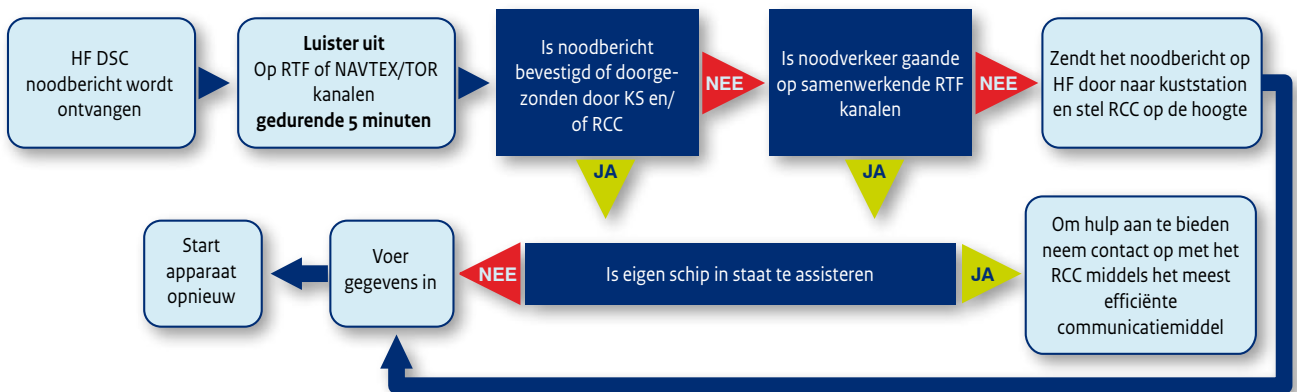 HF DSC
noodbericht wordt
ontvangen
Luister uit
Op RTF of NAVTEX/TOR
kanalen
gedurende 5 minuten
Is noodbericht
bevestigd of doorge-
zonden door KS en/
of RCC
NEE
JA
Is noodverkeer gaande
op samenwerkende RTF
kanalen
NEE
JA
Zendt het noodbericht op
HF door naar kuststation
en stel RCC op de hoogte
Start
apparaat
opnieuw
Voer
gegevens in
NEE
Is eigen schip in staat te assisteren
JA
Om hulp aan te bieden
neem contact op met het
RCC middels het meest
efficiënte
communicatiemiddel